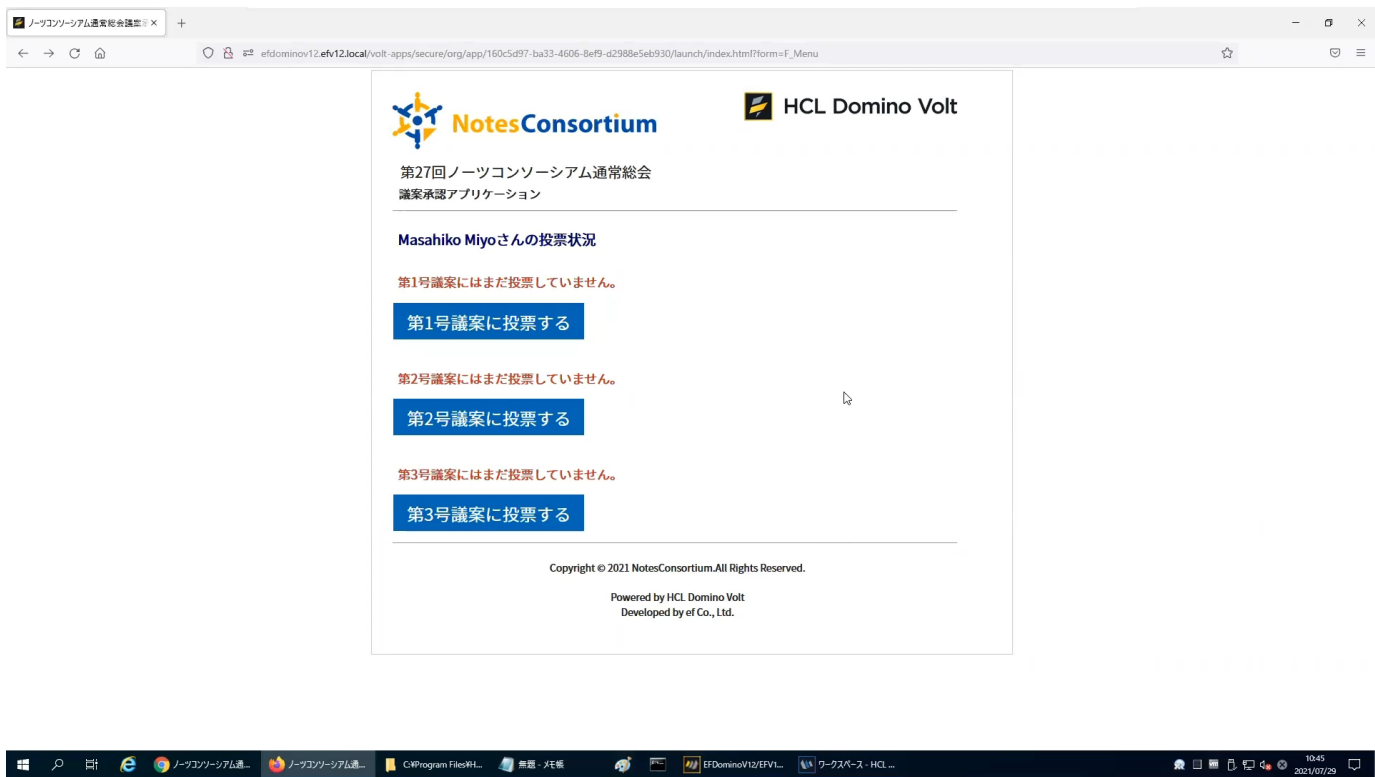 ノーツコンソーシアム通常総会議案
efdominov12.efv12.local/volt-apps/secure/org/app/160c5d97-ba33-4606-8ef9-d2988e5eb930/launch/index.html?form=F_Menu
NotesConsortium
HCL Domino Volt
第27回ノーツコンソーシアム通常総会
議案承認アプリケーション
Masahiko Miyoさんの投票状況
第1号議案にはまだ投票していません。
第1号議案に投票する
第2号議案にはまだ投票していません。
第2号議案に投票する
第3号議案にはまだ投票していません。
第3号議案に投票する
Copyright © 2021 NotesConsortium.All Rights Reserved.
Powered by HCL Domino Volt
Developed by ef Co., Ltd.
ノーツコンソーシアム通...
ノーツコンソーシアム通...
C:¥Program Files¥H...
無題 - メモ帳
EFDominoV12/EFV1...
ワークスペース - HCL ...
10:45
2021/07/29